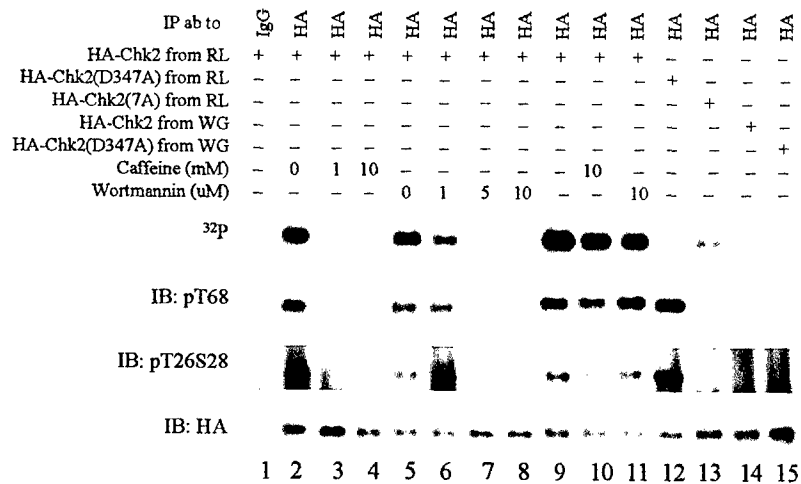 IP ab to IgG HA HA HA HA HA HA HA HA HA HA HA HA HA HA
HA-Chk2 from RL + + + + + + + + + + + – – – –
HA-Chk2(D347A) from RL – – – – – – – – – – – + – – –
HA-Chk2(7A) from RL – – – – – – – – – – – – + – –
HA-Chk2 from WG – – – – – – – – – – – – – + –
HA-Chk2(D347A) from WG – – – – – – – – – – – – – – +
Caffeine (mM) – 0 1 10 – – – – – 10 – – – – –
Wortmannin (uM) – – – – 0 1 5 10 – – 10 – – – –
32P
IB: pT68
IB: pT26S28
IB: HA
1 2 3 4 5 6 7 8 9 10 11 12 13 14 15